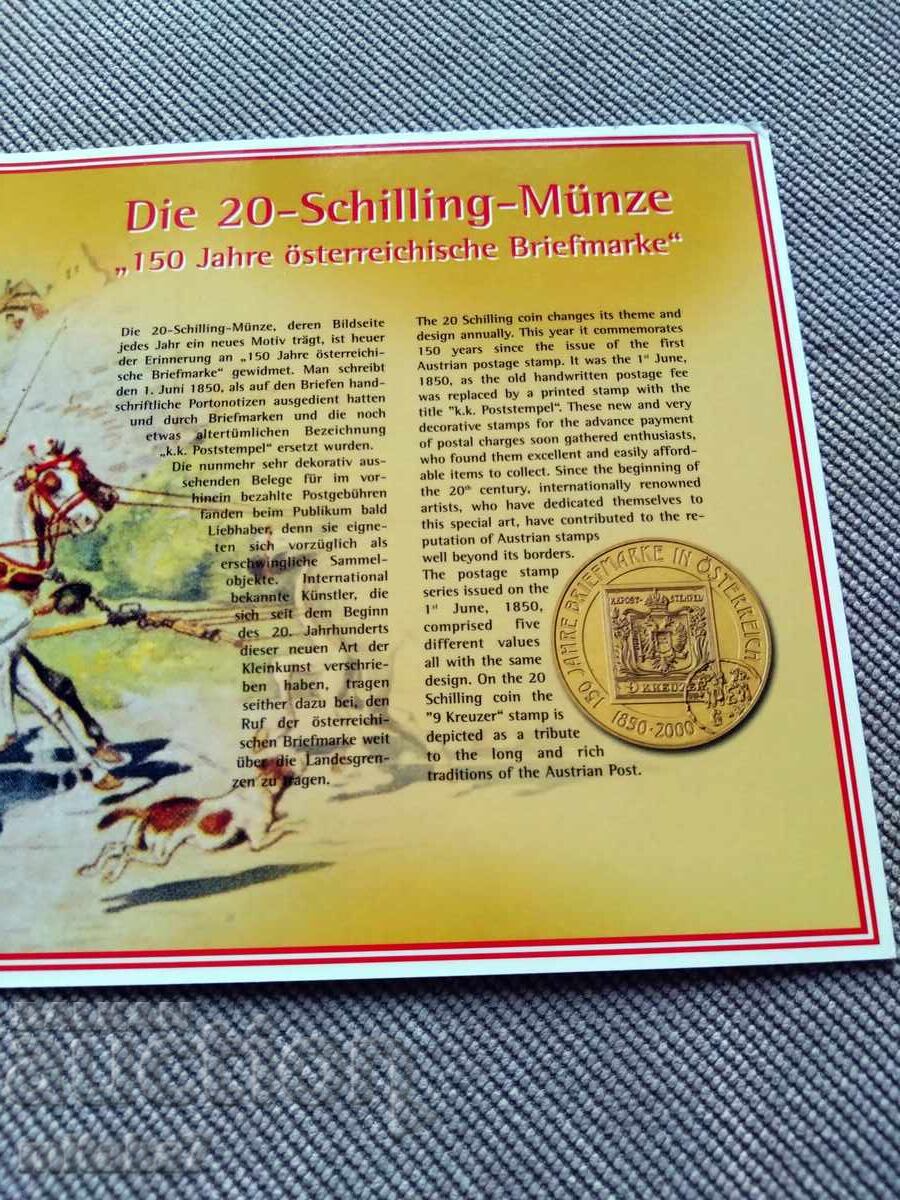 Die 20-Schilling-Münze
„150 Jahre österreichische Briefmarke“
Die 20-Schilling-Münze, deren Bildseite
jedes Jahr ein neues Motiv trägt, ist heuer
der Erinnerung an „150 Jahre österreichi-
sche Briefmarke“ gewidmet. Man schreibt
den 1. Juni 1850, als auf den Briefen hand-
schriftliche Portonotizen ausgedient hatten
und durch Briefmarken und die noch
etwas altertümlichen Bezeichnung
„k.k. Poststempel“ ersetzt wurden.
Die nunmehr sehr dekorativ aus-
sehenden Belege für im vor-
hinein bezahlte Postgebühren
fanden beim Publikum bald
Liebhaber, denn sie eigne-
ten sich vorzüglich als
erschwingliche Sammel-
objekte. International
bekannte Künstler, die
sich seit dem Beginn
des 20. Jahrhunderts
dieser neuen Art der
Kleinkunst verschrie-
ben haben, tragen
seither dazu bei, den
Ruf der österreichi-
schen Briefmarke weit
über die Landesgren-
zen zu tragen.
The 20 Schilling coin changes its theme and
design annually. This year it commemorates
150 years since the issue of the first
Austrian postage stamp. It was the 1st June,
1850, as the old handwritten postage fee
was replaced by a printed stamp with the
title "k.k. Poststempel". These new and very
decorative stamps for the advance payment
of postal charges soon gathered enthusiasts,
who found them excellent and easily afford-
able items to collect. Since the beginning of
the 20th century, internationally renowned
artists, who have dedicated themselves to
this special art, have contributed to the re-
putation of Austrian stamps
well beyond its borders.
The postage stamp
series issued on the
1st June, 1850,
comprised five
different values
all with the same
design. On the 20
Schilling coin the
"9 Kreuzer" stamp is
depicted as a tribute
to the long and rich
traditions of the Austrian Post.
150 JAHRE BRIEFMARKE IN ÖSTERREICH
KK POST-STEMPEL
9 KREUZER
1850-2000
BALKAN
auction